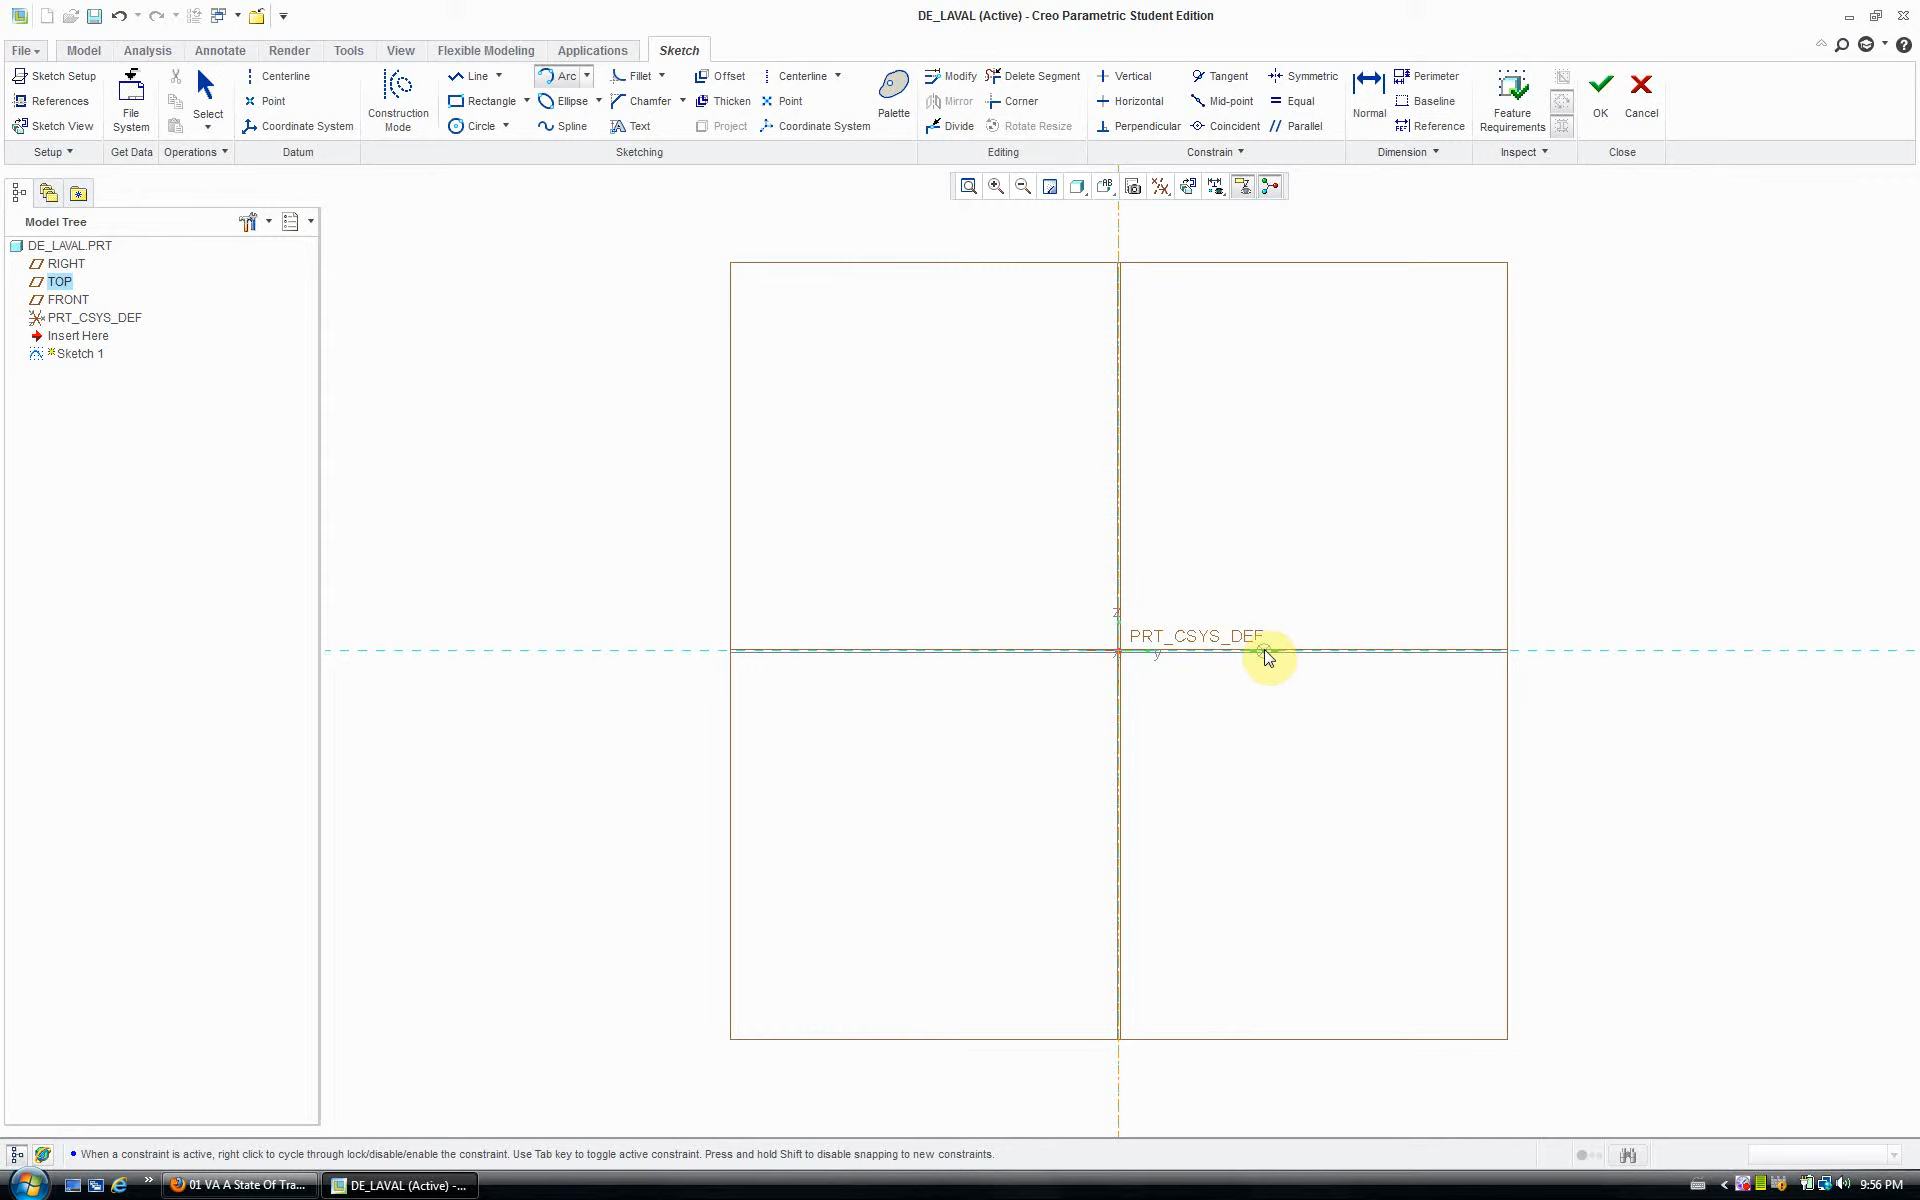 DE_LAVAL (Active) - Creo Parametric Student Edition
File Model Analysis Annotate Render Tools View Flexible Modeling Applications Sketch
Sketch Setup Centerline Line Arc Fillet Offset Centerline Modify Delete Segment Vertical Tangent Symmetric Perimeter
References File System Select Point Construction Mode Rectangle Ellipse Chamfer Thicken Point Palette Mirror Corner Horizontal Mid-point Equal Normal Baseline Feature Requirements OK Cancel
Sketch View Coordinate System Circle Spline Text Project Coordinate System Divide Rotate Resize Perpendicular Coincident Parallel Reference
Setup Get Data Operations Datum Sketching Editing Constrain Dimension Inspect Close
Model Tree
DE_LAVAL.PRT
RIGHT
TOP
FRONT
PRT_CSYS_DEF
Insert Here
Sketch 1
Z
PRT_CSYS_DEF
y
When a constraint is active, right click to cycle through lock/disable/enable the constraint. Use Tab key to toggle active constraint. Press and hold Shift to disable snapping to new constraints.
01 VA A State Of Tra... DE_LAVAL (Active) -... 9:56 PM